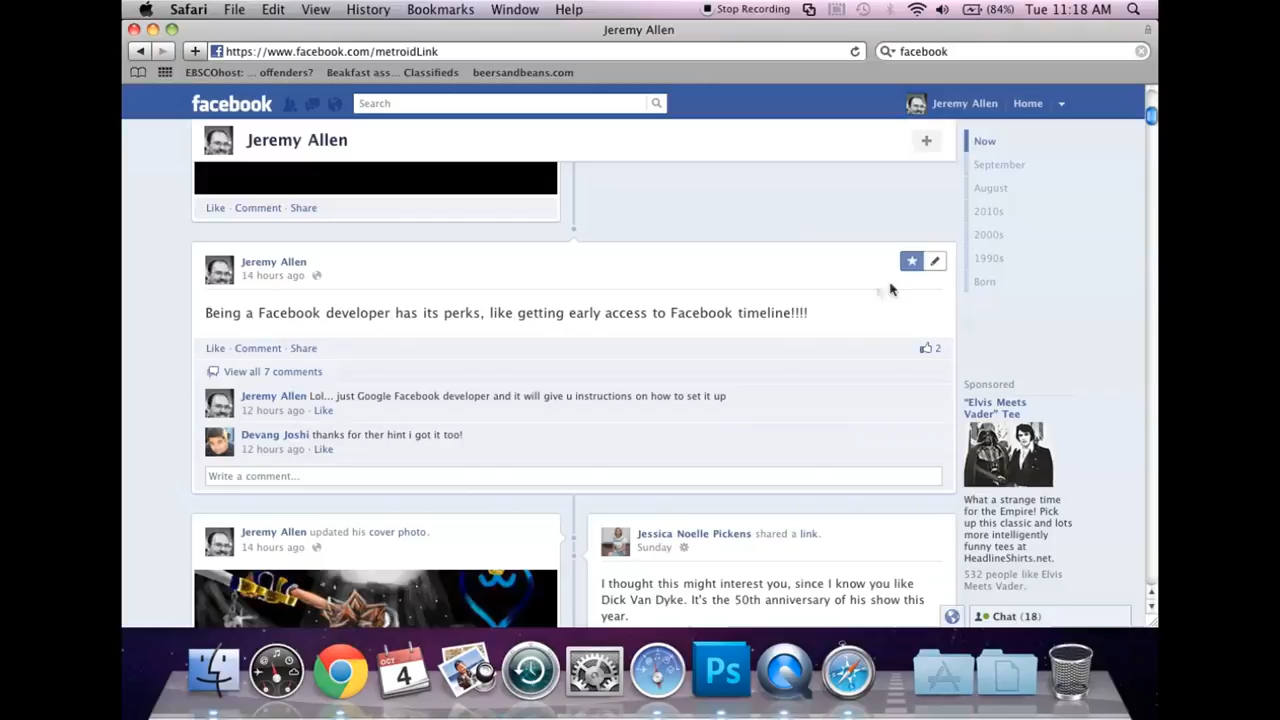 Safari File Edit View History Bookmarks Window Help Stop Recording (84%) Tue 11:18 AM
Jeremy Allen
https://www.facebook.com/metroidLink facebook
EBSCOhost: ... offenders? Beakfast ass... Classifieds beersandbeans.com
facebook Search Jeremy Allen Home
Jeremy Allen
Now
September
August
2010s
2000s
1990s
Born
Like · Comment · Share
Jeremy Allen
14 hours ago
Being a Facebook developer has its perks, like getting early access to Facebook timeline!!!!
Like · Comment · Share 2
View all 7 comments
Jeremy Allen Lol... just Google Facebook developer and it will give u instructions on how to set it up
12 hours ago · Like
Devang Joshi thanks for ther hint i got it too!
12 hours ago · Like
Write a comment...
Sponsored
"Elvis Meets
Vader" Tee
What a strange time
for the Empire! Pick
up this classic and lots
more intelligently
funny tees at
HeadlineShirts.net.
532 people like Elvis
Meets Vader.
Jeremy Allen updated his cover photo.
14 hours ago
Jessica Noelle Pickens shared a link.
Sunday
I thought this might interest you, since I know you like
Dick Van Dyke. It's the 50th anniversary of his show this
year.
Chat (18)
OCT
4
Ps